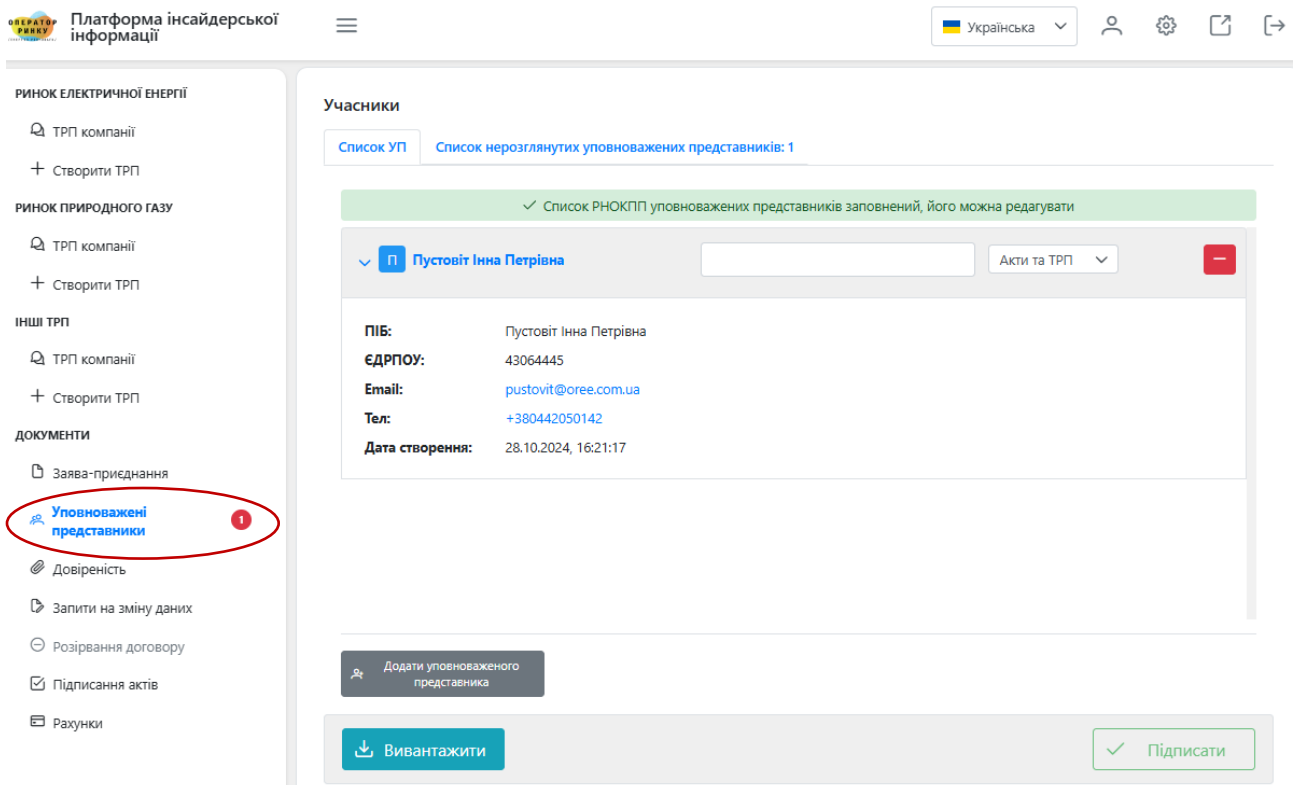 ОПЕРАТОР
РИНКУ
Платформа інсайдерської
інформації
Українська
РИНОК ЕЛЕКТРИЧНОЇ ЕНЕРГІЇ
ТРП компанії
Створити ТРП
РИНОК ПРИРОДНОГО ГАЗУ
ТРП компанії
Створити ТРП
ІНШІ ТРП
ТРП компанії
Створити ТРП
ДОКУМЕНТИ
Заява-приєднання
Уповноважені
представники
1
Довіреність
Запити на зміну даних
Розірвання договору
Підписання актів
Рахунки
Учасники
Список УП Список нерозглянутих уповноважених представників: 1
Список РНОКПП уповноважених представників заповнений, його можна редагувати
П Пустовіт Інна Петрівна Акти та ТРП
ПІБ: Пустовіт Інна Петрівна
ЄДРПОУ: 43064445
Email: pustovit@oree.com.ua
Тел: +380442050142
Дата створення: 28.10.2024, 16:21:17
Додати уповноваженого
представника
Вивантажити Підписати